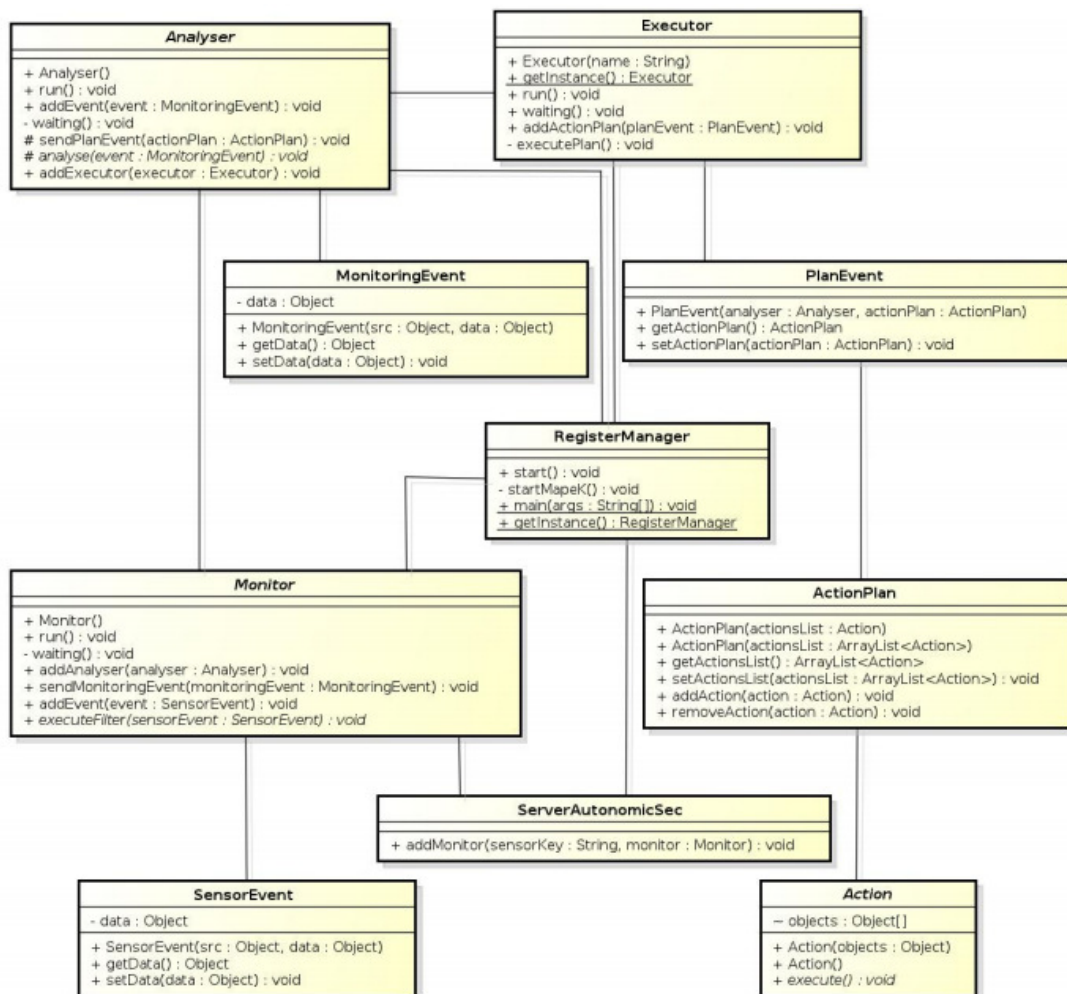 Analyser
+ Analyser()
+ run() : void
+ addEvent(event : MonitoringEvent) : void
- waiting() : void
# sendPlanEvent(actionPlan : ActionPlan) : void
# analyse(event : MonitoringEvent) : void
+ addExecutor(executor : Executor) : void
Executor
+ Executor(name : String)
+ getInstance() : Executor
+ run() : void
+ waiting() : void
+ addActionPlan(planEvent : PlanEvent) : void
- executePlan() : void
MonitoringEvent
- data : Object
+ MonitoringEvent(src : Object, data : Object)
+ getData() : Object
+ setData(data : Object) : void
PlanEvent
+ PlanEvent(analyser : Analyser, actionPlan : ActionPlan)
+ getActionPlan() : ActionPlan
+ setActionPlan(actionPlan : ActionPlan) : void
RegisterManager
+ start() : void
- startMapeK() : void
+ main(args : String[]) : void
+ getInstance() : RegisterManager
Monitor
+ Monitor()
+ run() : void
- waiting() : void
+ addAnalyser(analyser : Analyser) : void
+ sendMonitoringEvent(monitoringEvent : MonitoringEvent) : void
+ addEvent(event : SensorEvent) : void
+ executeFilter(sensorEvent : SensorEvent) : void
ActionPlan
+ ActionPlan(actionsList : Action)
+ ActionPlan(actionsList : ArrayList<Action>)
+ getActionsList() : ArrayList<Action>
+ setActionsList(actionsList : ArrayList<Action>) : void
+ addAction(action : Action) : void
+ removeAction(action : Action) : void
ServerAutonomicSec
+ addMonitor(sensorKey : String, monitor : Monitor) : void
SensorEvent
- data : Object
+ SensorEvent(src : Object, data : Object)
+ getData() : Object
+ setData(data : Object) : void
Action
~ objects : Object[]
+ Action(objects : Object)
+ Action()
+ execute() : void